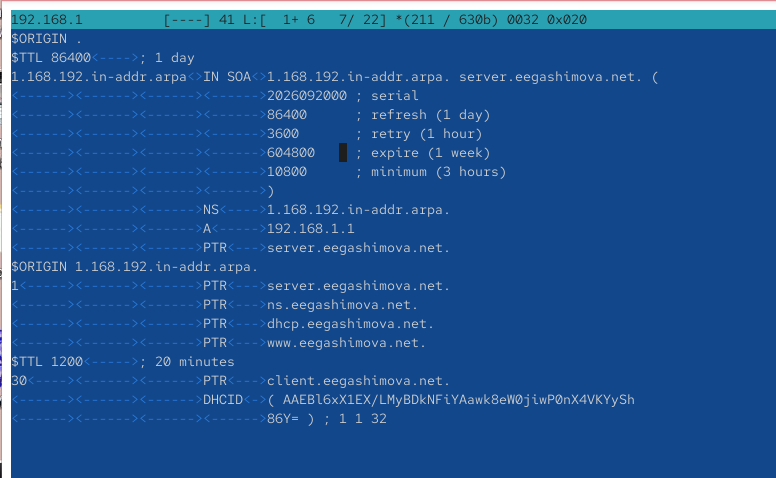 192.168.1 [----] 41 L:[ 1+ 6 7/ 22] *(211 / 630b) 0032 0x020
$ORIGIN .
$TTL 86400<---->; 1 day
1.168.192.in-addr.arpa<>IN SOA<>1.168.192.in-addr.arpa. server.eegashimova.net. (
<------><------><------><------>2026092000 ; serial
<------><------><------><------>86400 ; refresh (1 day)
<------><------><------><------>3600 ; retry (1 hour)
<------><------><------><------>604800 ; expire (1 week)
<------><------><------><------>10800 ; minimum (3 hours)
<------><------><------><------>)
<------><------><------>NS<---->1.168.192.in-addr.arpa.
<------><------><------>A<----->192.168.1.1
<------><------><------>PTR<--->server.eegashimova.net.
$ORIGIN 1.168.192.in-addr.arpa.
1<-----><------><------>PTR<--->server.eegashimova.net.
<------><------><------>PTR<--->ns.eegashimova.net.
<------><------><------>PTR<--->dhcp.eegashimova.net.
<------><------><------>PTR<--->www.eegashimova.net.
$TTL 1200<----->; 20 minutes
30<----><------><------>PTR<--->client.eegashimova.net.
<------><------><------>DHCID<->( AAEBl6xX1EX/LMyBDkNFiYAawk8eW0jiwP0nX4VKYySh
<------><------><------><------>86Y= ) ; 1 1 32